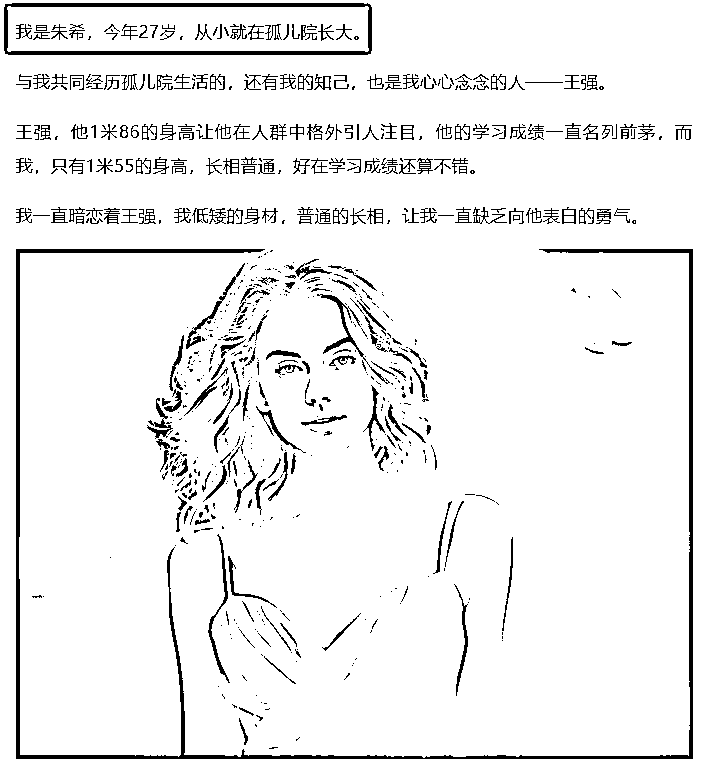 我是朱希，今年27岁，从小就在孤儿院长大。
与我共同经历孤儿院生活的，还有我的知己，也是我心心念念的人——王强。
王强，他1米86的身高让他在人群中格外引人注目，他的学习成绩一直名列前茅，而
我，只有1米55的身高，长相普通，好在学习成绩还算不错。
我一直暗恋着王强，我低矮的身材，普通的长相，让我一直缺乏向他表白的勇气。